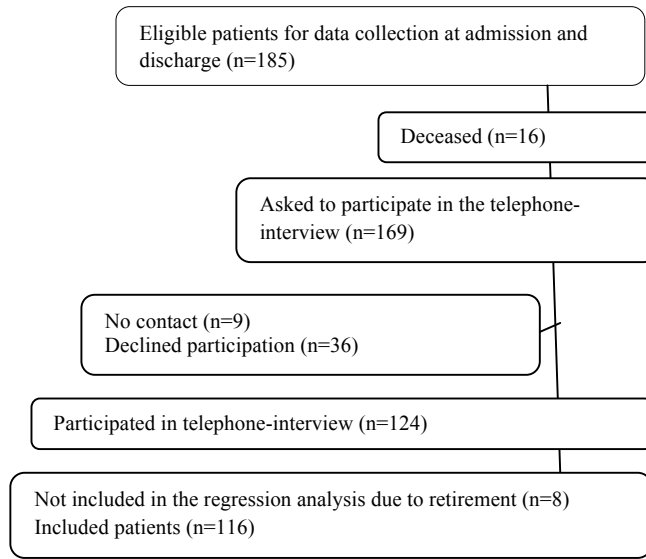 Eligible patients for data collection at admission and
discharge (n=185)
Deceased (n=16)
Asked to participate in the telephone-
interview (n=169)
No contact (n=9)
Declined participation (n=36)
Participated in telephone-interview (n=124)
Not included in the regression analysis due to retirement (n=8)
Included patients (n=116)